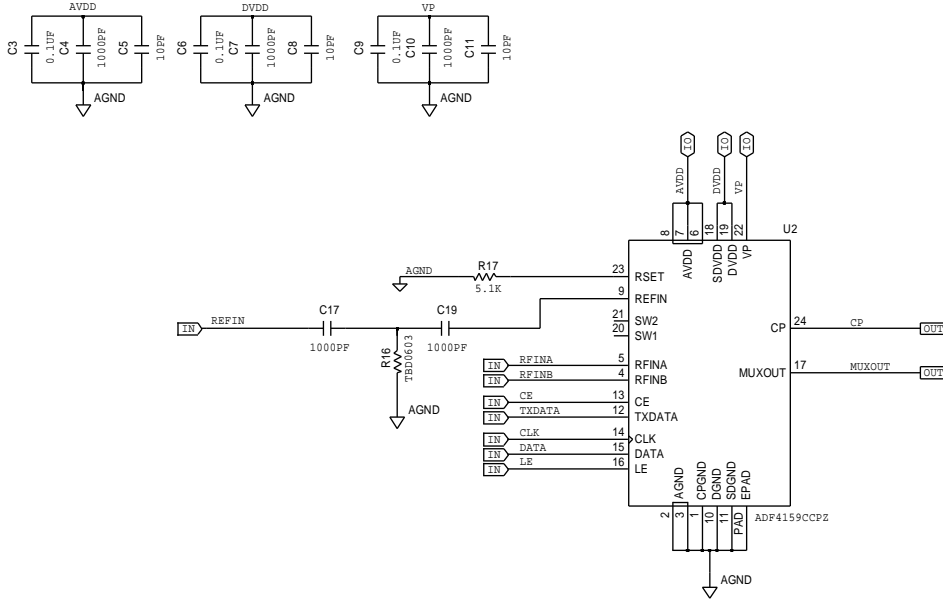 AVDD
C3
0.1UF
C4
1000PF
C5
10PF
AGND
DVDD
C6
0.1UF
C7
1000PF
C8
10PF
AGND
VP
C9
0.1UF
C10
1000PF
C11
10PF
AGND
IO
IO
IO
AVDD
DVDD
VP
8
7
6
18
19
22
U2
AVDD
SDVDD
DVDD
VP
AGND
R17
5.1K
23
RSET
9
REFIN
IN
REFIN
C17
1000PF
C19
1000PF
R16
TBD0603
AGND
21
SW2
20
SW1
IN
RFINA
5
RFINA
IN
RFINB
4
RFINB
IN
CE
13
CE
IN
TXDATA
12
TXDATA
IN
CLK
14
CLK
IN
DATA
15
DATA
IN
LE
16
LE
CP
24
CP
OUT
MUXOUT
17
MUXOUT
OUT
AGND
CPGND
DGND
SDGND
EPAD
2
3
1
10
11
PAD
ADF4159CCPZ
AGND